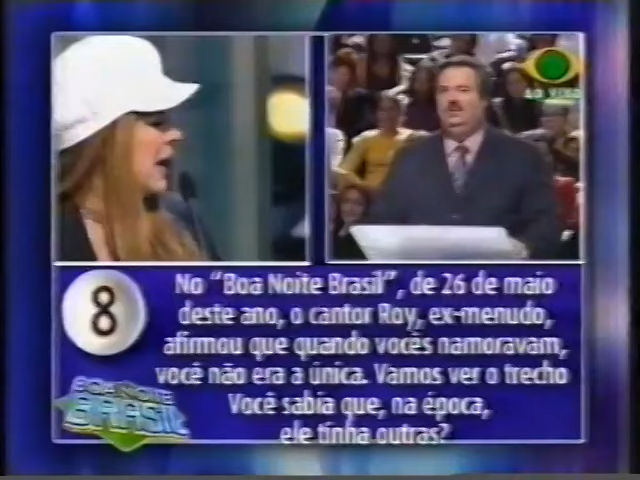 AO VIVO
8
No "Boa Noite Brasil", de 26 de maio
deste ano, o cantor Roy, ex-menudo,
afirmou que quando vocês namoravam,
você não era a única. Vamos ver o trecho
Você sabia que, na época,
ele tinha outras?
BOA NOITE
BRASIL